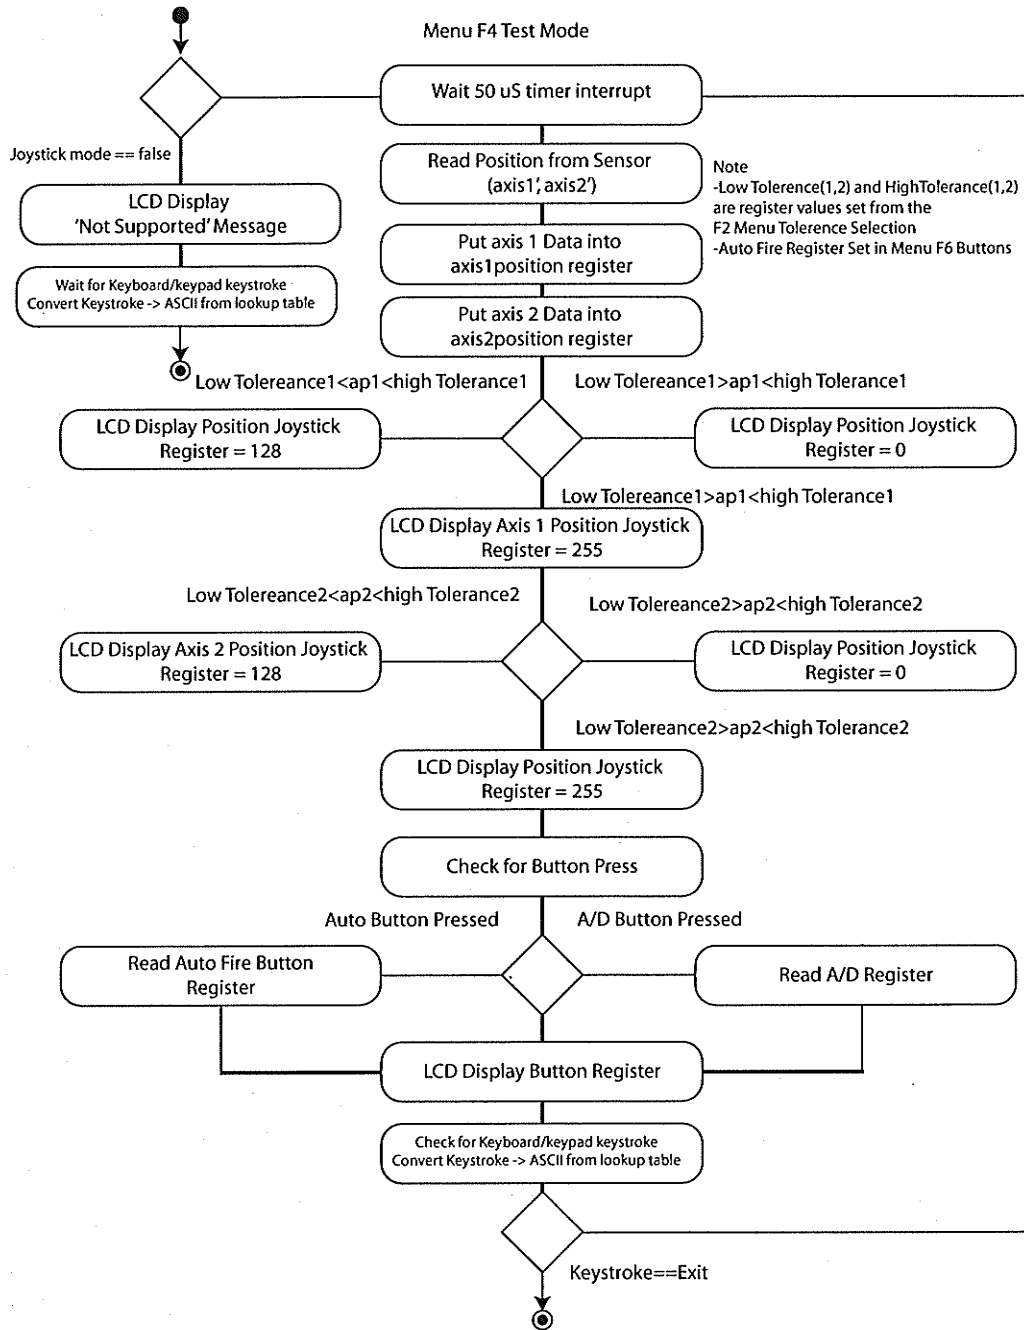 Menu F4 Test Mode
Wait 50 uS timer interrupt
Joystick mode == false
LCD Display
'Not Supported' Message
Wait for Keyboard/keypad keystroke
Convert Keystroke -> ASCII from lookup table
Read Position from Sensor
(axis1', axis2')
Note
-Low Tolerence(1,2) and HighTolerance(1,2)
are register values set from the
F2 Menu Tolerence Selection
-Auto Fire Register Set in Menu F6 Buttons
Put axis 1 Data into
axis1position register
Put axis 2 Data into
axis2position register
Low Tolereance1<ap1<high Tolerance1
Low Tolereance1>ap1<high Tolerance1
LCD Display Position Joystick
Register = 128
LCD Display Position Joystick
Register = 0
Low Tolereance1>ap1<high Tolerance1
LCD Display Axis 1 Position Joystick
Register = 255
Low Tolereance2<ap2<high Tolerance2
Low Tolereance2>ap2<high Tolerance2
LCD Display Axis 2 Position Joystick
Register = 128
LCD Display Position Joystick
Register = 0
Low Tolereance2>ap2<high Tolerance2
LCD Display Position Joystick
Register = 255
Check for Button Press
Auto Button Pressed
A/D Button Pressed
Read Auto Fire Button
Register
Read A/D Register
LCD Display Button Register
Check for Keyboard/keypad keystroke
Convert Keystroke -> ASCII from lookup table
Keystroke==Exit